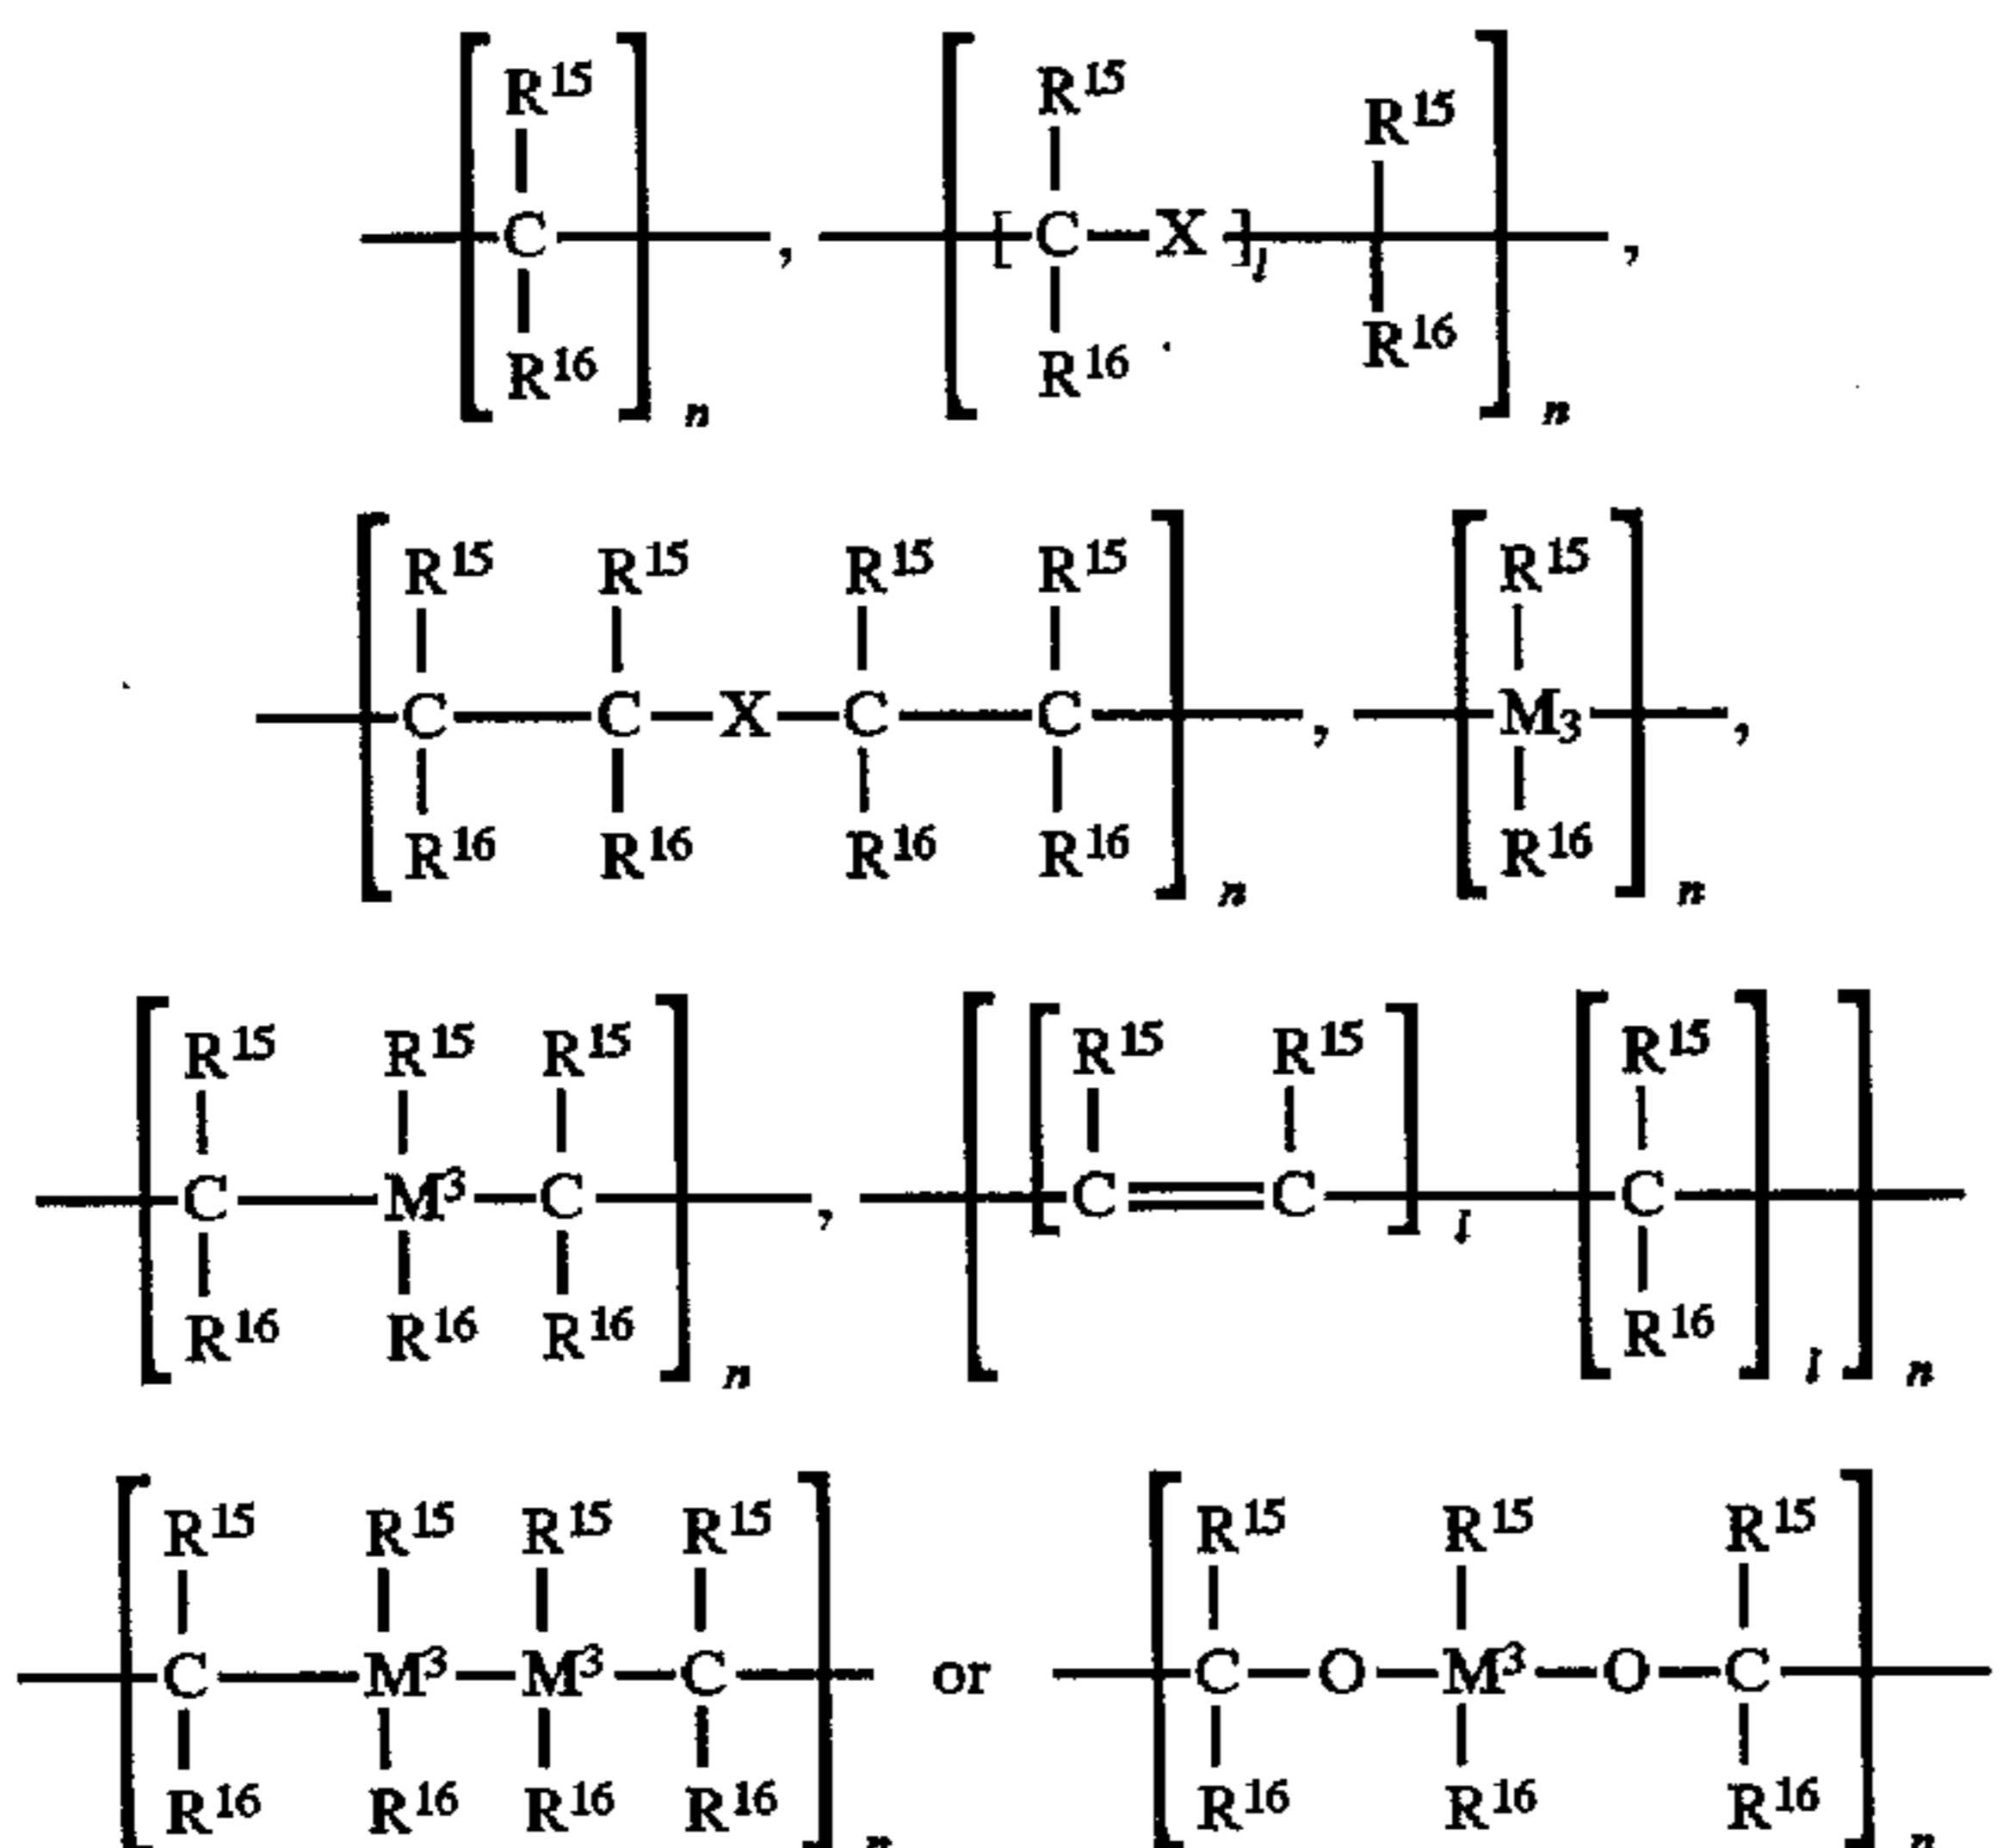 R15 R15 R15
C , C X j ,
R16 n R16 R16 n
R15 R15 R15 R15 R15
C C X C C , M3 ,
R16 R16 R16 R16 n R16 n
R15 R15 R15 R15 R15 R15
C M3 C , C C j C
R16 R16 R16 n R16 j n
R15 R15 R15 R15 R15 R15 R15
C M3 M3 C or C O M3 O C
R16 R16 R16 R16 n R16 R16 R16 n